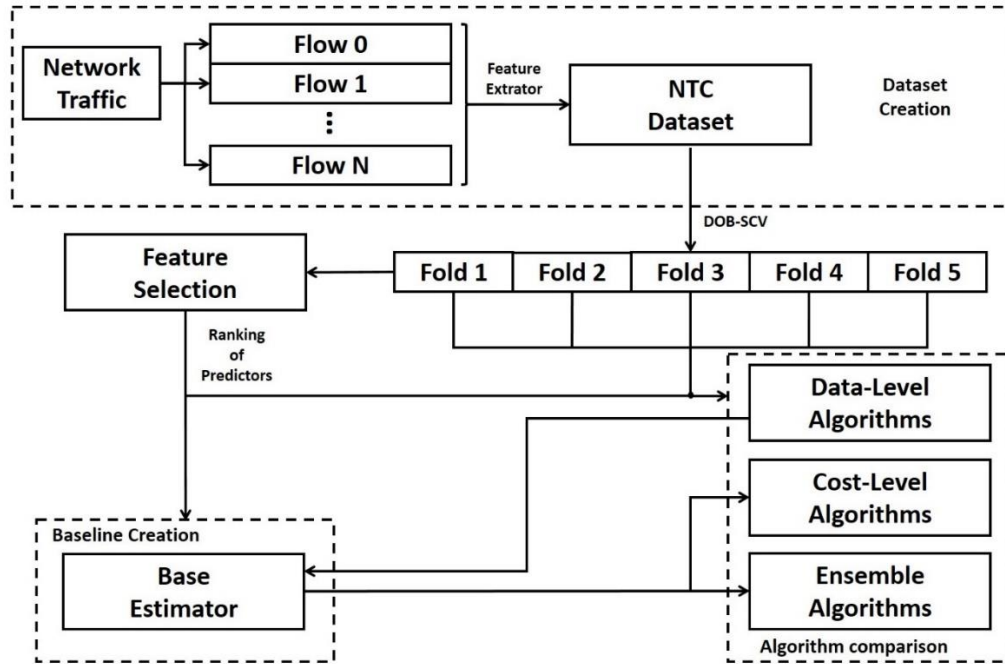 Network
Traffic
Flow 0
Flow 1
Flow N
Feature
Extrator
NTC
Dataset
Dataset
Creation
DOB-SCV
Feature
Selection
Fold 1
Fold 2
Fold 3
Fold 4
Fold 5
Ranking
of
Predictors
Data-Level
Algorithms
Cost-Level
Algorithms
Ensemble
Algorithms
Algorithm comparison
Baseline Creation
Base
Estimator